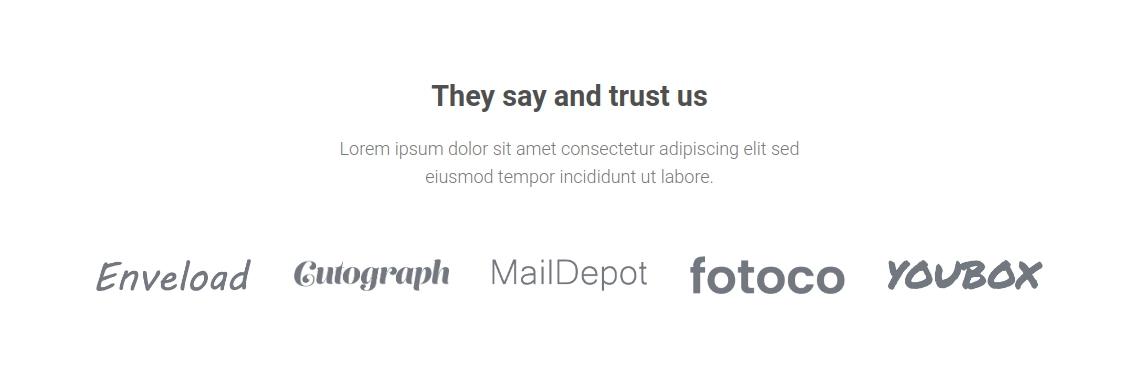 They say and trust us
Lorem ipsum dolor sit amet consectetur adipiscing elit sed
eiusmod tempor incididunt ut labore.
Enveload Cutograph MailDepot fotoco YOUBOX